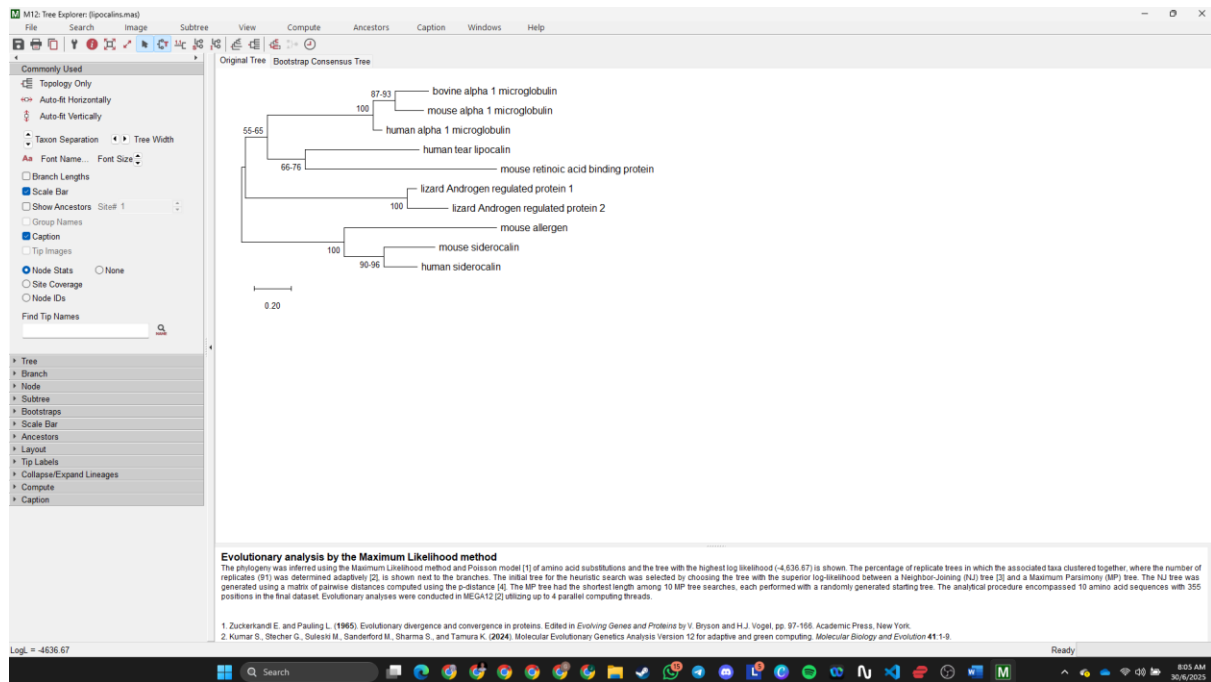 M12: Tree Explorer: (lipocalins.mas)
File Search Image Subtree View Compute Ancestors Caption Windows Help
Original Tree Bootstrap Consensus Tree
Commonly Used
Topology Only
Auto-fit Horizontally
Auto-fit Vertically
Taxon Separation Tree Width
Aa Font Name... Font Size
Branch Lengths
Scale Bar
Show Ancestors Site# 1
Group Names
Caption
Tip Images
Node Stats None
Site Coverage
Node IDs
Find Tip Names
Tree
Branch
Node
Subtree
Bootstraps
Scale Bar
Ancestors
Layout
Tip Labels
Collapse/Expand Lineages
Compute
Caption
87-93 bovine alpha 1 microglobulin
100 mouse alpha 1 microglobulin
55-65 human alpha 1 microglobulin
human tear lipocalin
66-76 mouse retinoic acid binding protein
lizard Androgen regulated protein 1
100 lizard Androgen regulated protein 2
mouse allergen
100 mouse siderocalin
90-96 human siderocalin
0.20
Evolutionary analysis by the Maximum Likelihood method
The phylogeny was inferred using the Maximum Likelihood method and Poisson model [1] of amino acid substitutions and the tree with the highest log likelihood (-4,636.67) is shown. The percentage of replicate trees in which the associated taxa clustered together, where the number of
replicates (91) was determined adaptively [2], is shown next to the branches. The initial tree for the heuristic search was selected by choosing the tree with the superior log-likelihood between a Neighbor-Joining (NJ) tree [3] and a Maximum Parsimony (MP) tree. The NJ tree was
generated using a matrix of pairwise distances computed using the p-distance [4]. The MP tree had the shortest length among 10 MP tree searches, each performed with a randomly generated starting tree. The analytical procedure encompassed 10 amino acid sequences with 355
positions in the final dataset. Evolutionary analyses were conducted in MEGA12 [2] utilizing up to 4 parallel computing threads.
1. Zuckerkandl E. and Pauling L. (1965). Evolutionary divergence and convergence in proteins. Edited in Evolving Genes and Proteins by V. Bryson and H.J. Vogel, pp. 97-166. Academic Press, New York.
2. Kumar S., Stecher G., Suleski M., Sanderford M., Sharma S., and Tamura K. (2024). Molecular Evolutionary Genetics Analysis Version 12 for adaptive and green computing. Molecular Biology and Evolution 41:1-9.
LogL = -4636.67 Ready
Search
8:05 AM
30/6/2025